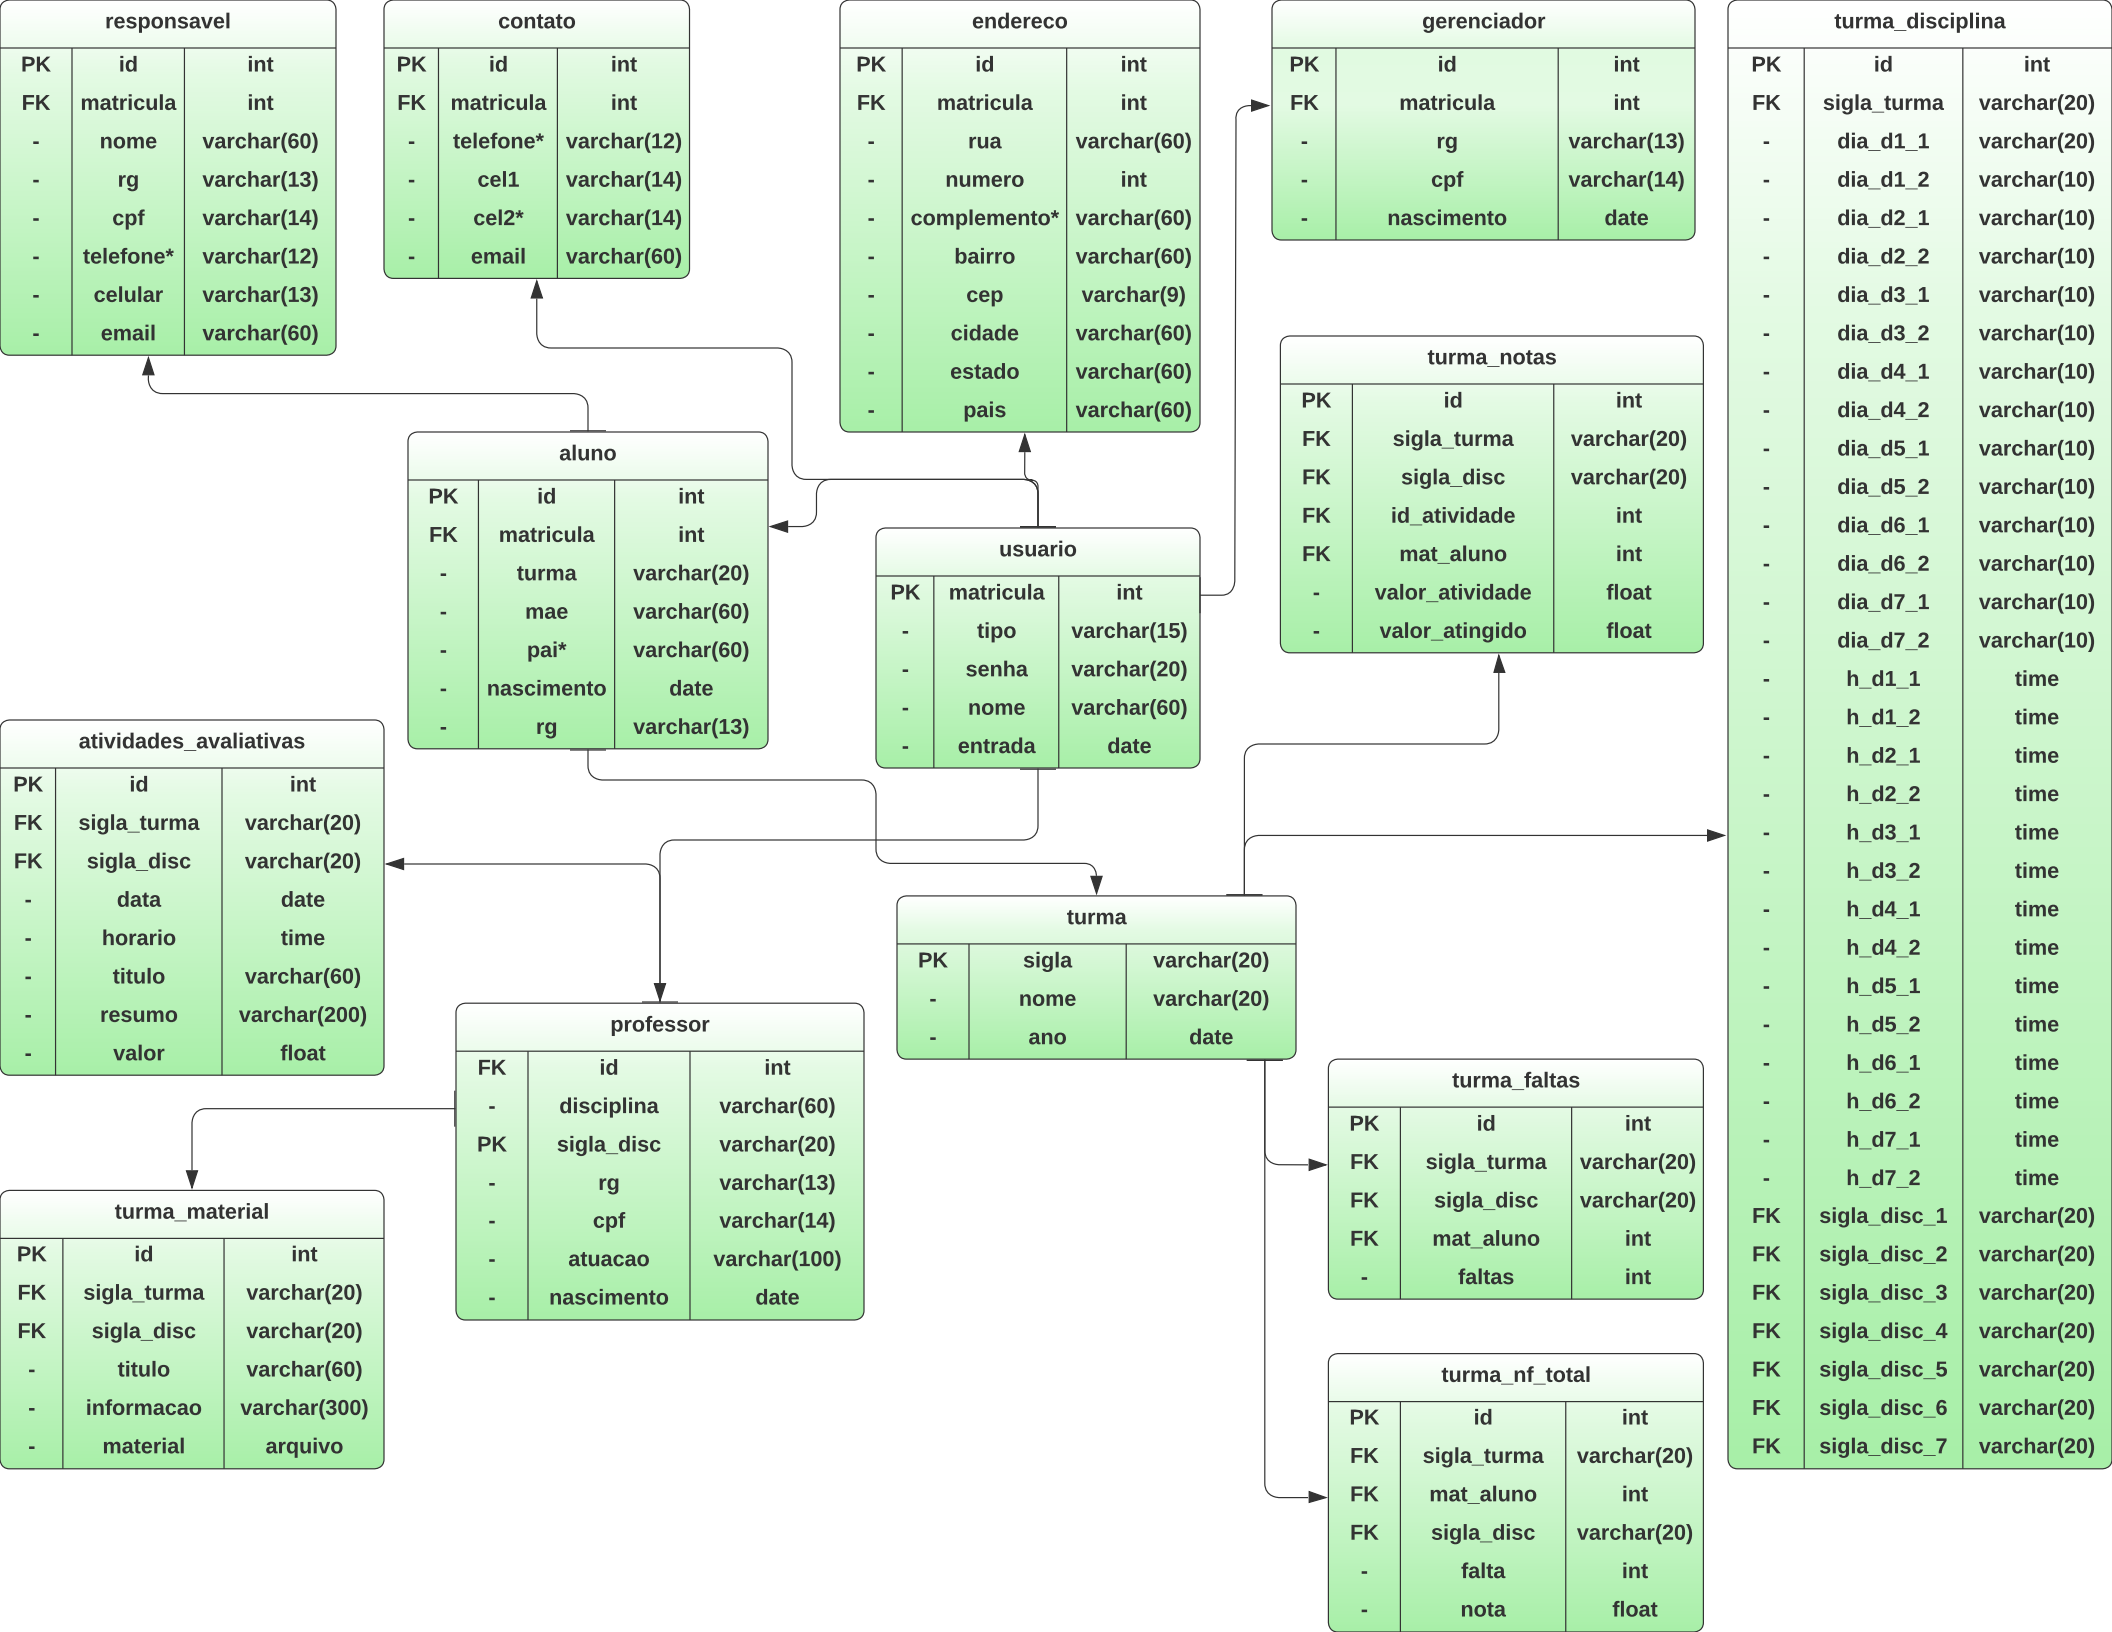 responsavel
PK id int
FK matricula int
- nome varchar(60)
- rg varchar(13)
- cpf varchar(14)
- telefone* varchar(12)
- celular varchar(13)
- email varchar(60)
contato
PK id int
FK matricula int
- telefone* varchar(12)
- cel1 varchar(14)
- cel2* varchar(14)
- email varchar(60)
endereco
PK id int
FK matricula int
- rua varchar(60)
- numero int
- complemento* varchar(60)
- bairro varchar(60)
- cep varchar(9)
- cidade varchar(60)
- estado varchar(60)
- pais varchar(60)
gerenciador
PK id int
FK matricula int
- rg varchar(13)
- cpf varchar(14)
- nascimento date
turma_disciplina
PK id int
FK sigla_turma varchar(20)
- dia_d1_1 varchar(20)
- dia_d1_2 varchar(10)
- dia_d2_1 varchar(10)
- dia_d2_2 varchar(10)
- dia_d3_1 varchar(10)
- dia_d3_2 varchar(10)
- dia_d4_1 varchar(10)
- dia_d4_2 varchar(10)
- dia_d5_1 varchar(10)
- dia_d5_2 varchar(10)
- dia_d6_1 varchar(10)
- dia_d6_2 varchar(10)
- dia_d7_1 varchar(10)
- dia_d7_2 varchar(10)
- h_d1_1 time
- h_d1_2 time
- h_d2_1 time
- h_d2_2 time
- h_d3_1 time
- h_d3_2 time
- h_d4_1 time
- h_d4_2 time
- h_d5_1 time
- h_d5_2 time
- h_d6_1 time
- h_d6_2 time
- h_d7_1 time
- h_d7_2 time
FK sigla_disc_1 varchar(20)
FK sigla_disc_2 varchar(20)
FK sigla_disc_3 varchar(20)
FK sigla_disc_4 varchar(20)
FK sigla_disc_5 varchar(20)
FK sigla_disc_6 varchar(20)
FK sigla_disc_7 varchar(20)
turma_notas
PK id int
FK sigla_turma varchar(20)
FK sigla_disc varchar(20)
FK id_atividade int
FK mat_aluno int
- valor_atividade float
- valor_atingido float
aluno
PK id int
FK matricula int
- turma varchar(20)
- mae varchar(60)
- pai* varchar(60)
- nascimento date
- rg varchar(13)
usuario
PK matricula int
- tipo varchar(15)
- senha varchar(20)
- nome varchar(60)
- entrada date
atividades_avaliativas
PK id int
FK sigla_turma varchar(20)
FK sigla_disc varchar(20)
- data date
- horario time
- titulo varchar(60)
- resumo varchar(200)
- valor float
turma
PK sigla varchar(20)
- nome varchar(20)
- ano date
professor
FK id int
- disciplina varchar(60)
PK sigla_disc varchar(20)
- rg varchar(13)
- cpf varchar(14)
- atuacao varchar(100)
- nascimento date
turma_faltas
PK id int
FK sigla_turma varchar(20)
FK sigla_disc varchar(20)
FK mat_aluno int
- faltas int
turma_material
PK id int
FK sigla_turma varchar(20)
FK sigla_disc varchar(20)
- titulo varchar(60)
- informacao varchar(300)
- material arquivo
turma_nf_total
PK id int
FK sigla_turma varchar(20)
FK mat_aluno int
FK sigla_disc varchar(20)
- falta int
- nota float